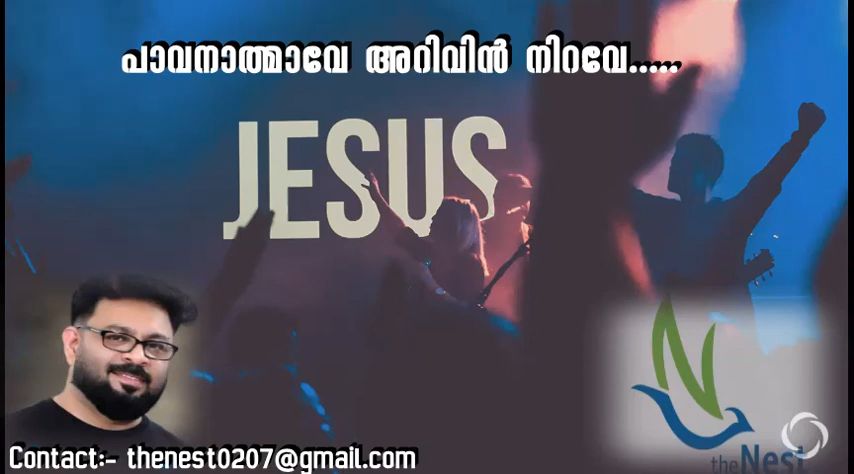 പാവനാത്മാവേ അറിവിൻ നിറവേ.....
JESUS
N
theNest
Contact:- thenest0207@gmail.com